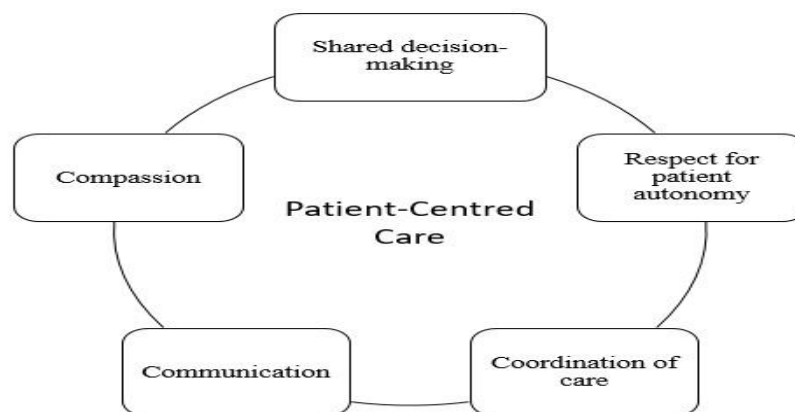 Shared decision-
making
Compassion
Respect for
patient
autonomy
Patient-Centred
Care
Communication
Coordination of
care